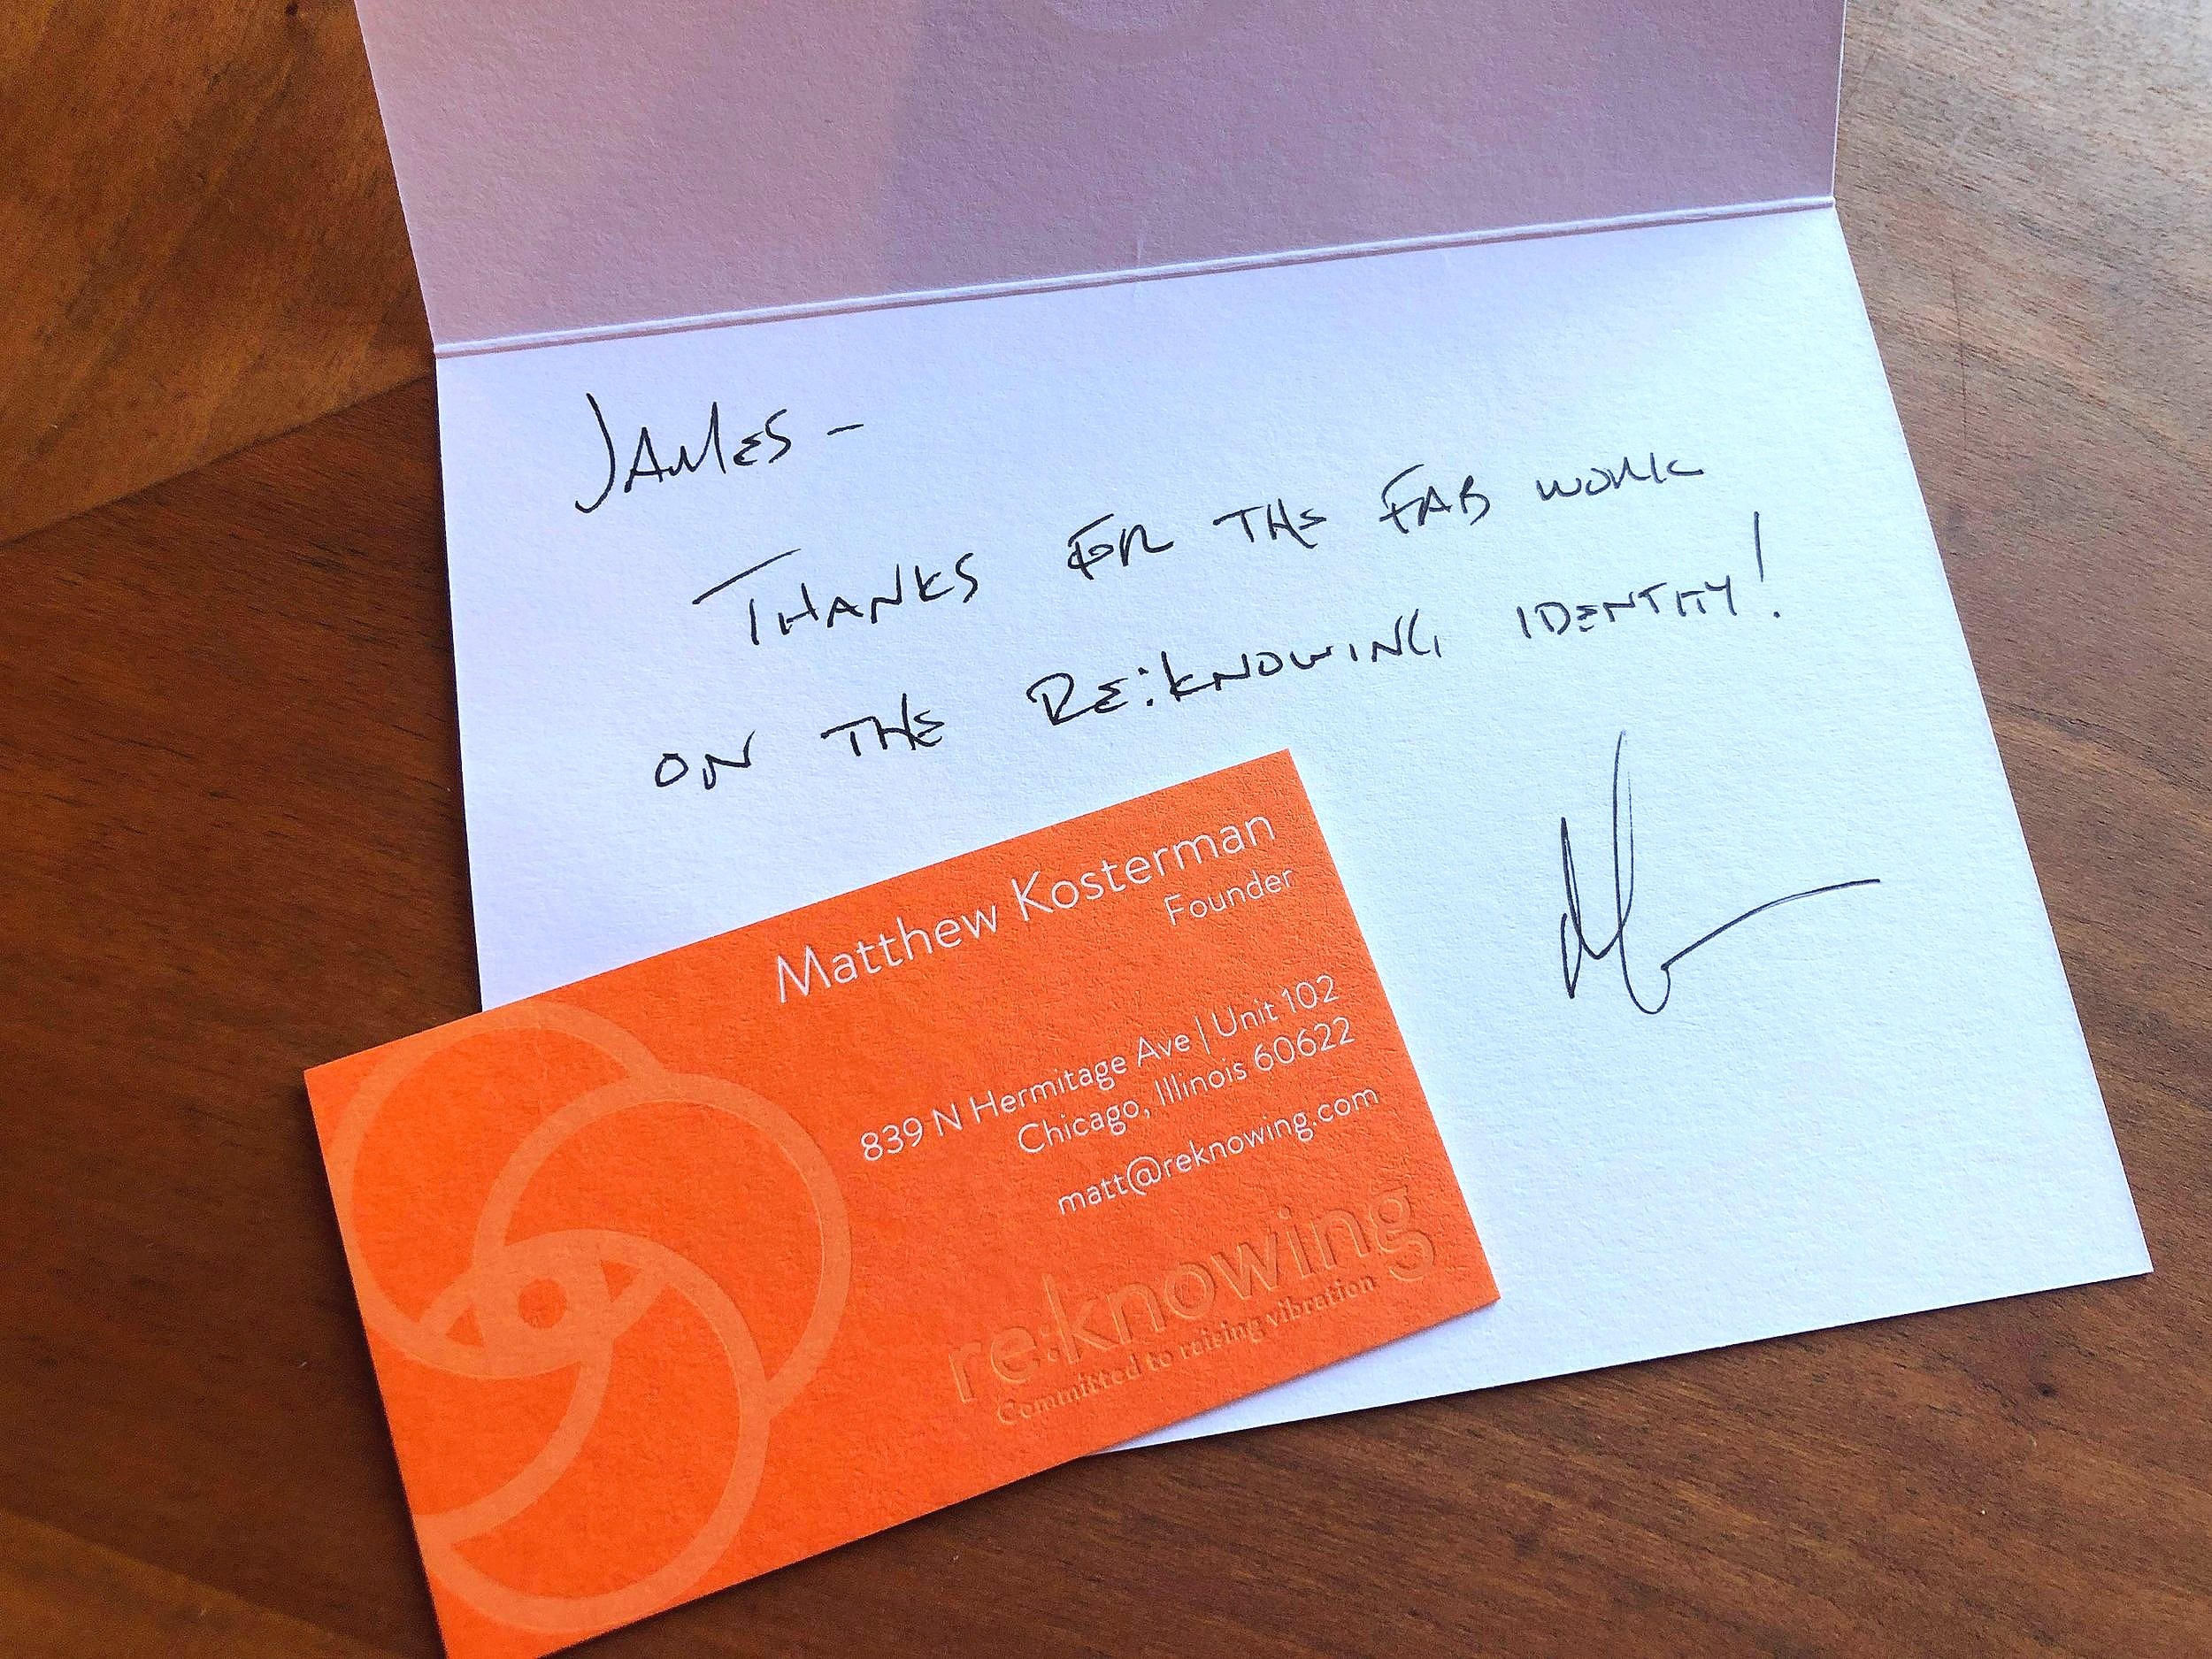 JAMES -
THANKS FOR THE FAB WORK
ON THE RE:KNOWING IDENTITY!
Matthew Kosterman
Founder
839 N Hermitage Ave | Unit 102
Chicago, Illinois 60622
matt@reknowing.com
re:knowing
Committed to raising vibration